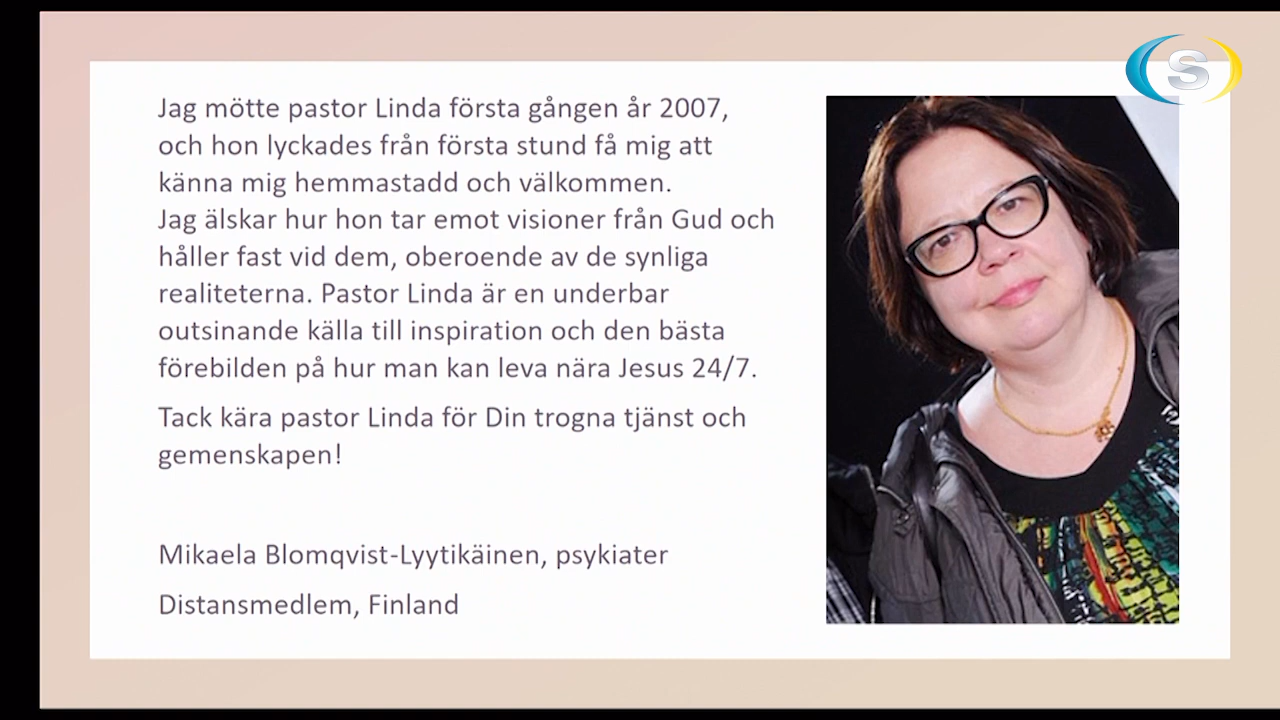 S
Jag mötte pastor Linda första gången år 2007,
och hon lyckades från första stund få mig att
känna mig hemmastadd och välkommen.
Jag älskar hur hon tar emot visioner från Gud och
håller fast vid dem, oberoende av de synliga
realiteterna. Pastor Linda är en underbar
outsinande källa till inspiration och den bästa
förebilden på hur man kan leva nära Jesus 24/7.
Tack kära pastor Linda för Din trogna tjänst och
gemenskapen!
Mikaela Blomqvist-Lyytikäinen, psykiater
Distansmedlem, Finland